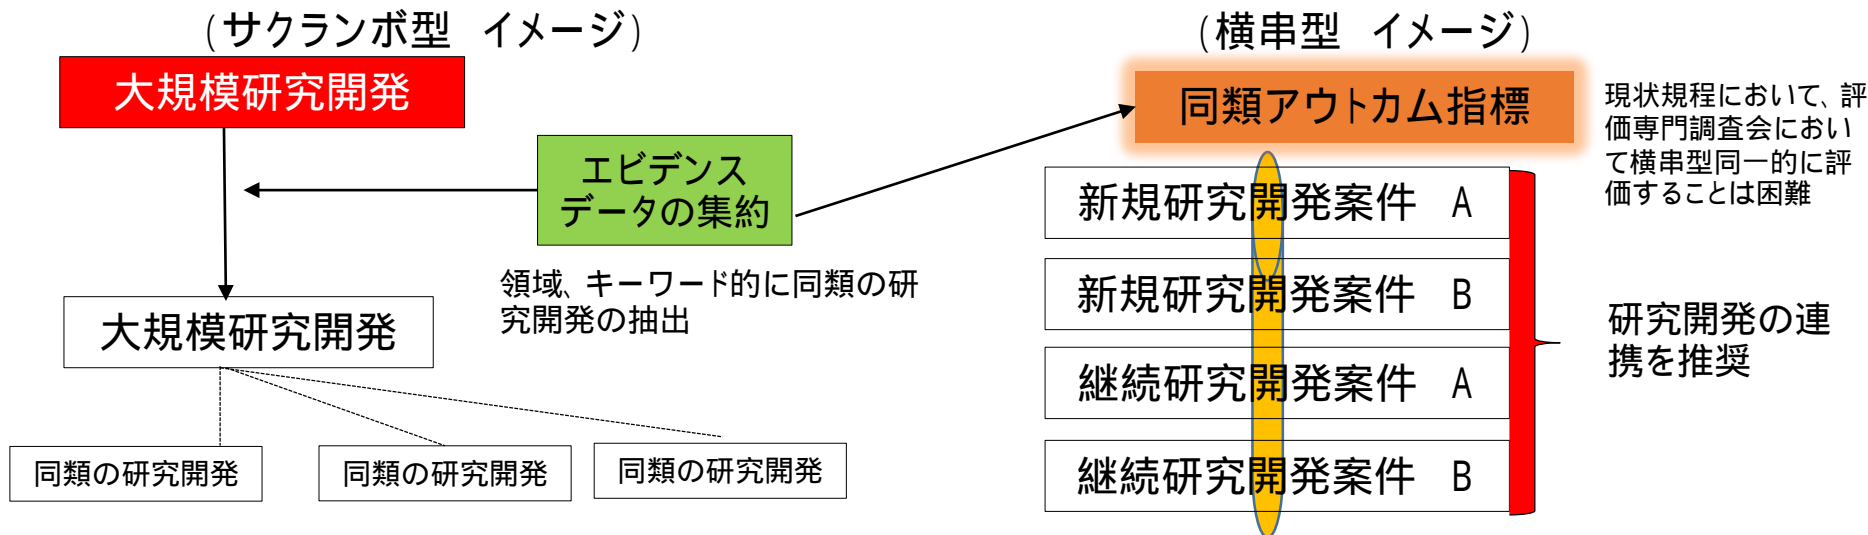 (サクランボ型 イメージ)
大規模研究開発
エビデンス
データの集約
領域、キーワード的に同類の研
究開発の抽出
大規模研究開発
同類の研究開発
同類の研究開発
同類の研究開発
(横串型 イメージ)
同類アウトカム指標
現状規程において、評
価専門調査会におい
て横串型同一的に評
価することは困難
新規研究開発案件 A
新規研究開発案件 B
継続研究開発案件 A
継続研究開発案件 B
研究開発の連
携を推奨